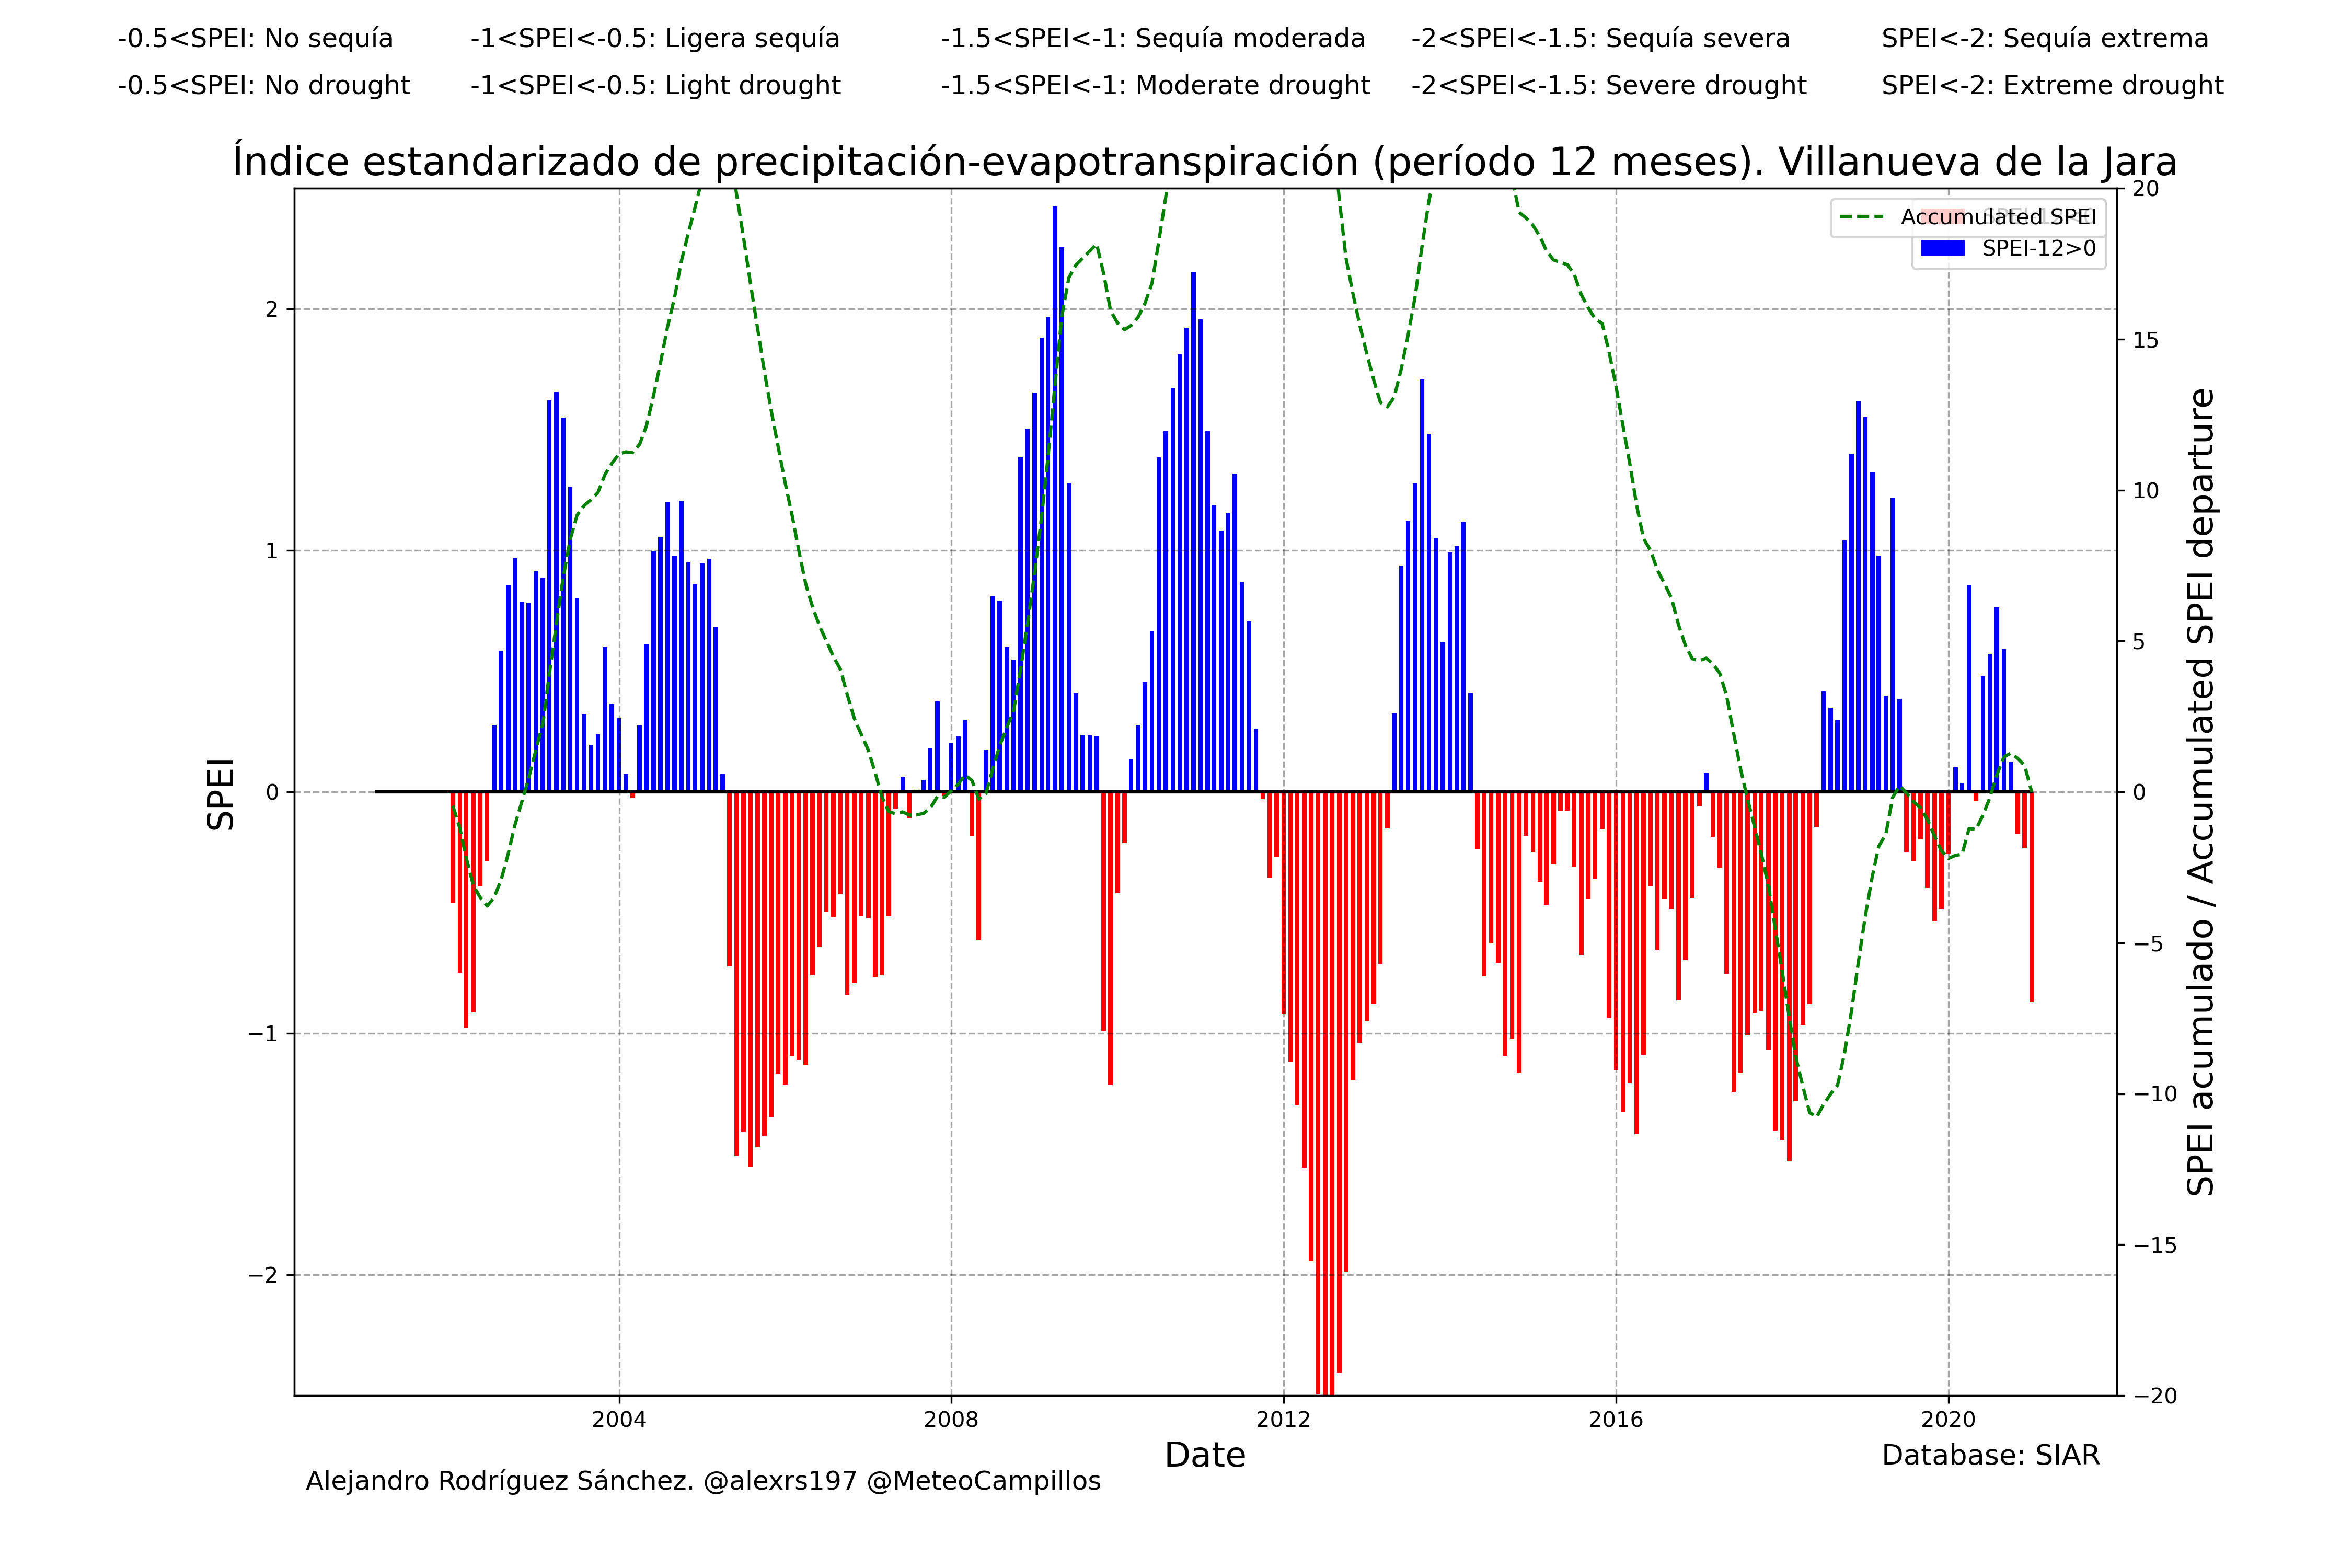 -0.5<SPEI: No sequía -1<SPEI<-0.5: Ligera sequía -1.5<SPEI<-1: Sequía moderada -2<SPEI<-1.5: Sequía severa SPEI<-2: Sequía extrema
-0.5<SPEI: No drought -1<SPEI<-0.5: Light drought -1.5<SPEI<-1: Moderate drought -2<SPEI<-1.5: Severe drought SPEI<-2: Extreme drought
Índice estandarizado de precipitación-evapotranspiración (período 12 meses). Villanueva de la Jara
Accumulated SPEI
SPEI-12>0
SPEI
2
1
0
−1
−2
20
15
10
5
0
−5
−10
−15
−20
SPEI acumulado / Accumulated SPEI departure
2004 2008 2012 2016 2020
Date
Database: SIAR
Alejandro Rodríguez Sánchez. @alexrs197 @MeteoCampillos